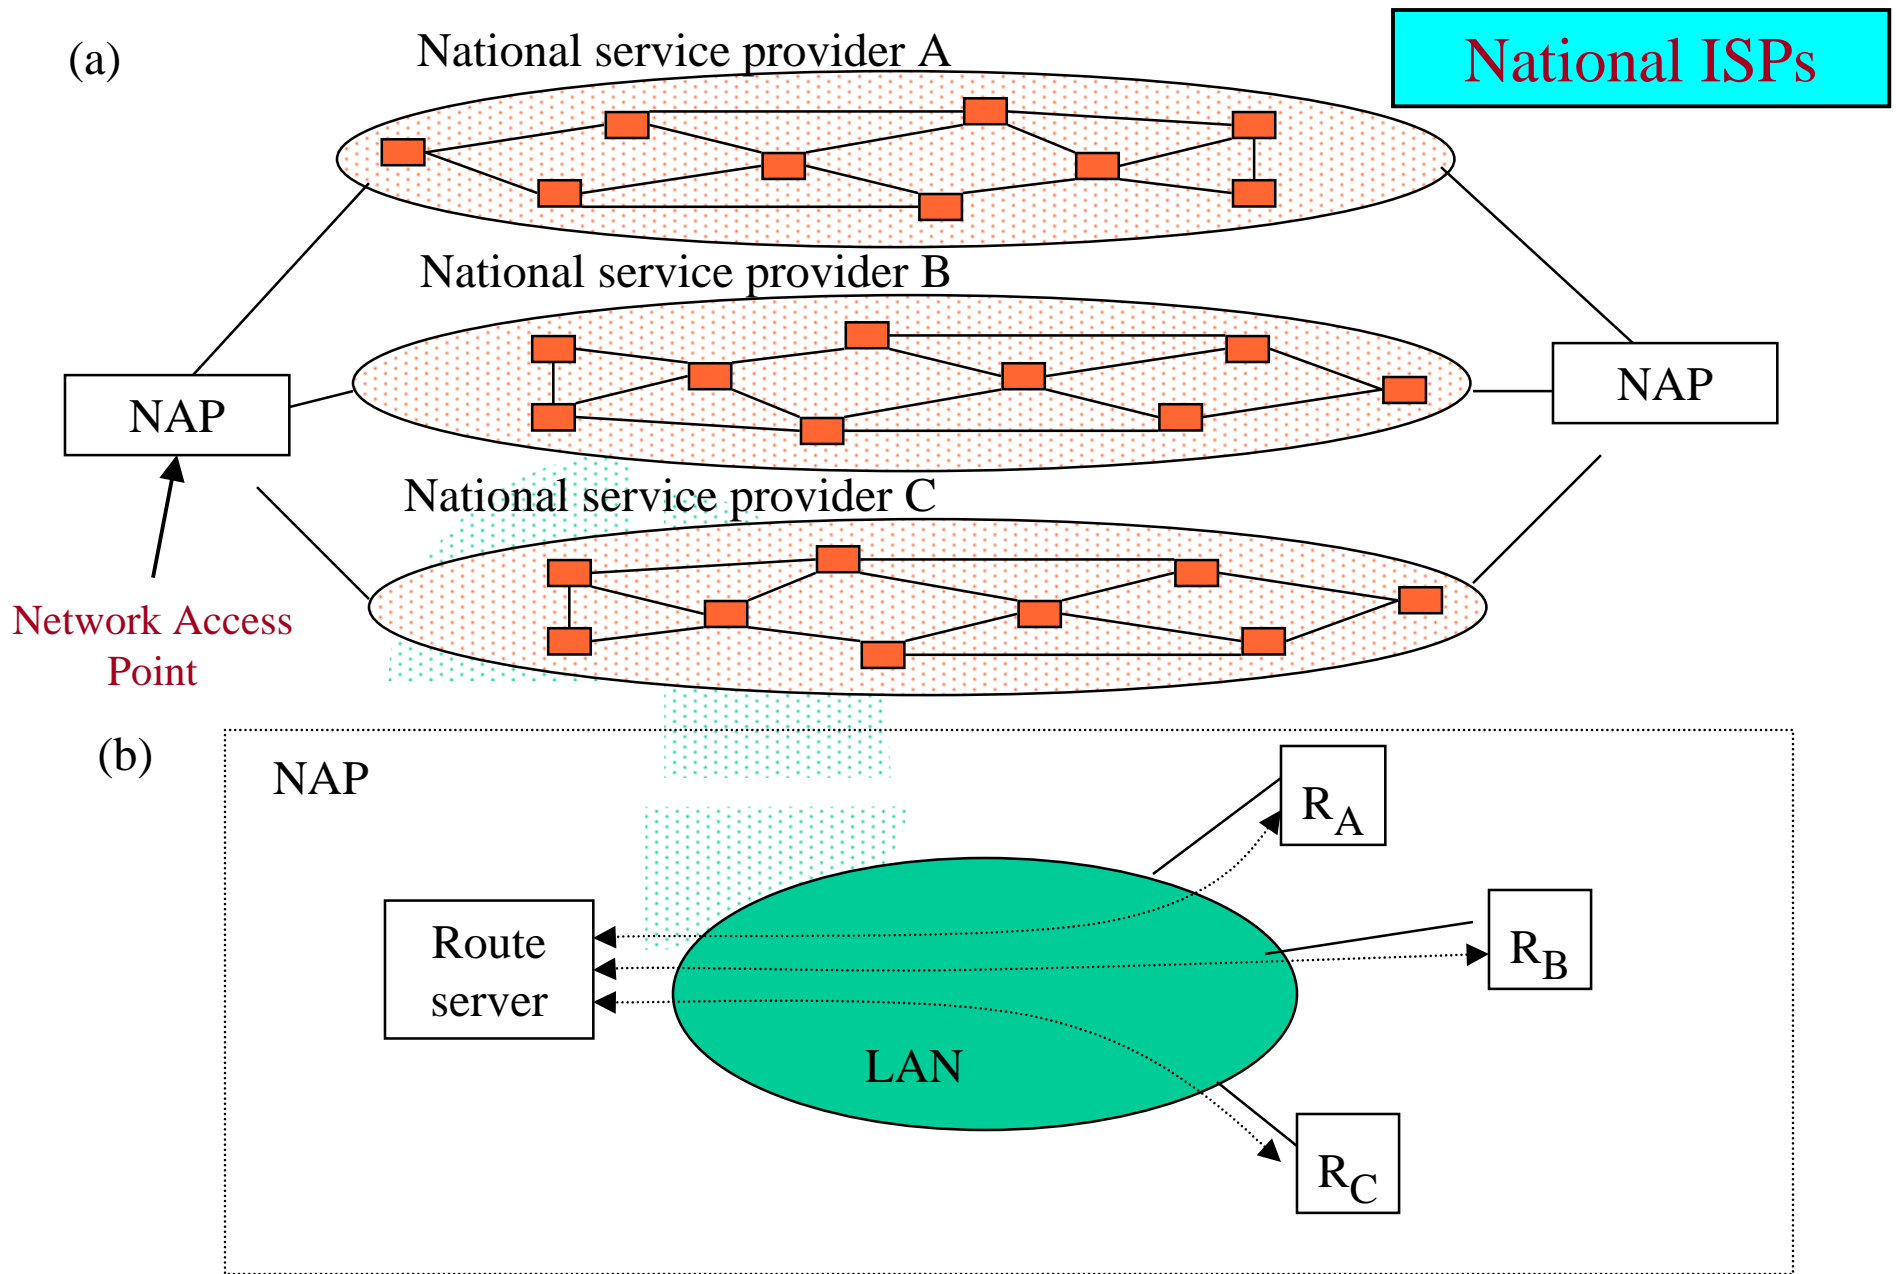 (a)
National service provider A
National ISPs
National service provider B
NAP
NAP
National service provider C
Network Access
Point
(b)
NAP
RA
Route
server
RB
LAN
RC